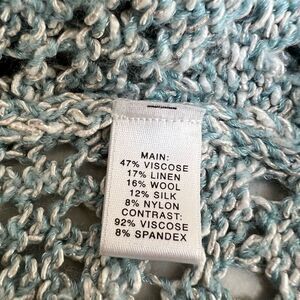 MAIN:
47% VISCOSE
17% LINEN
16% WOOL
12% SILK
8% NYLON
CONTRAST:
92% VISCOSE
8% SPANDEX